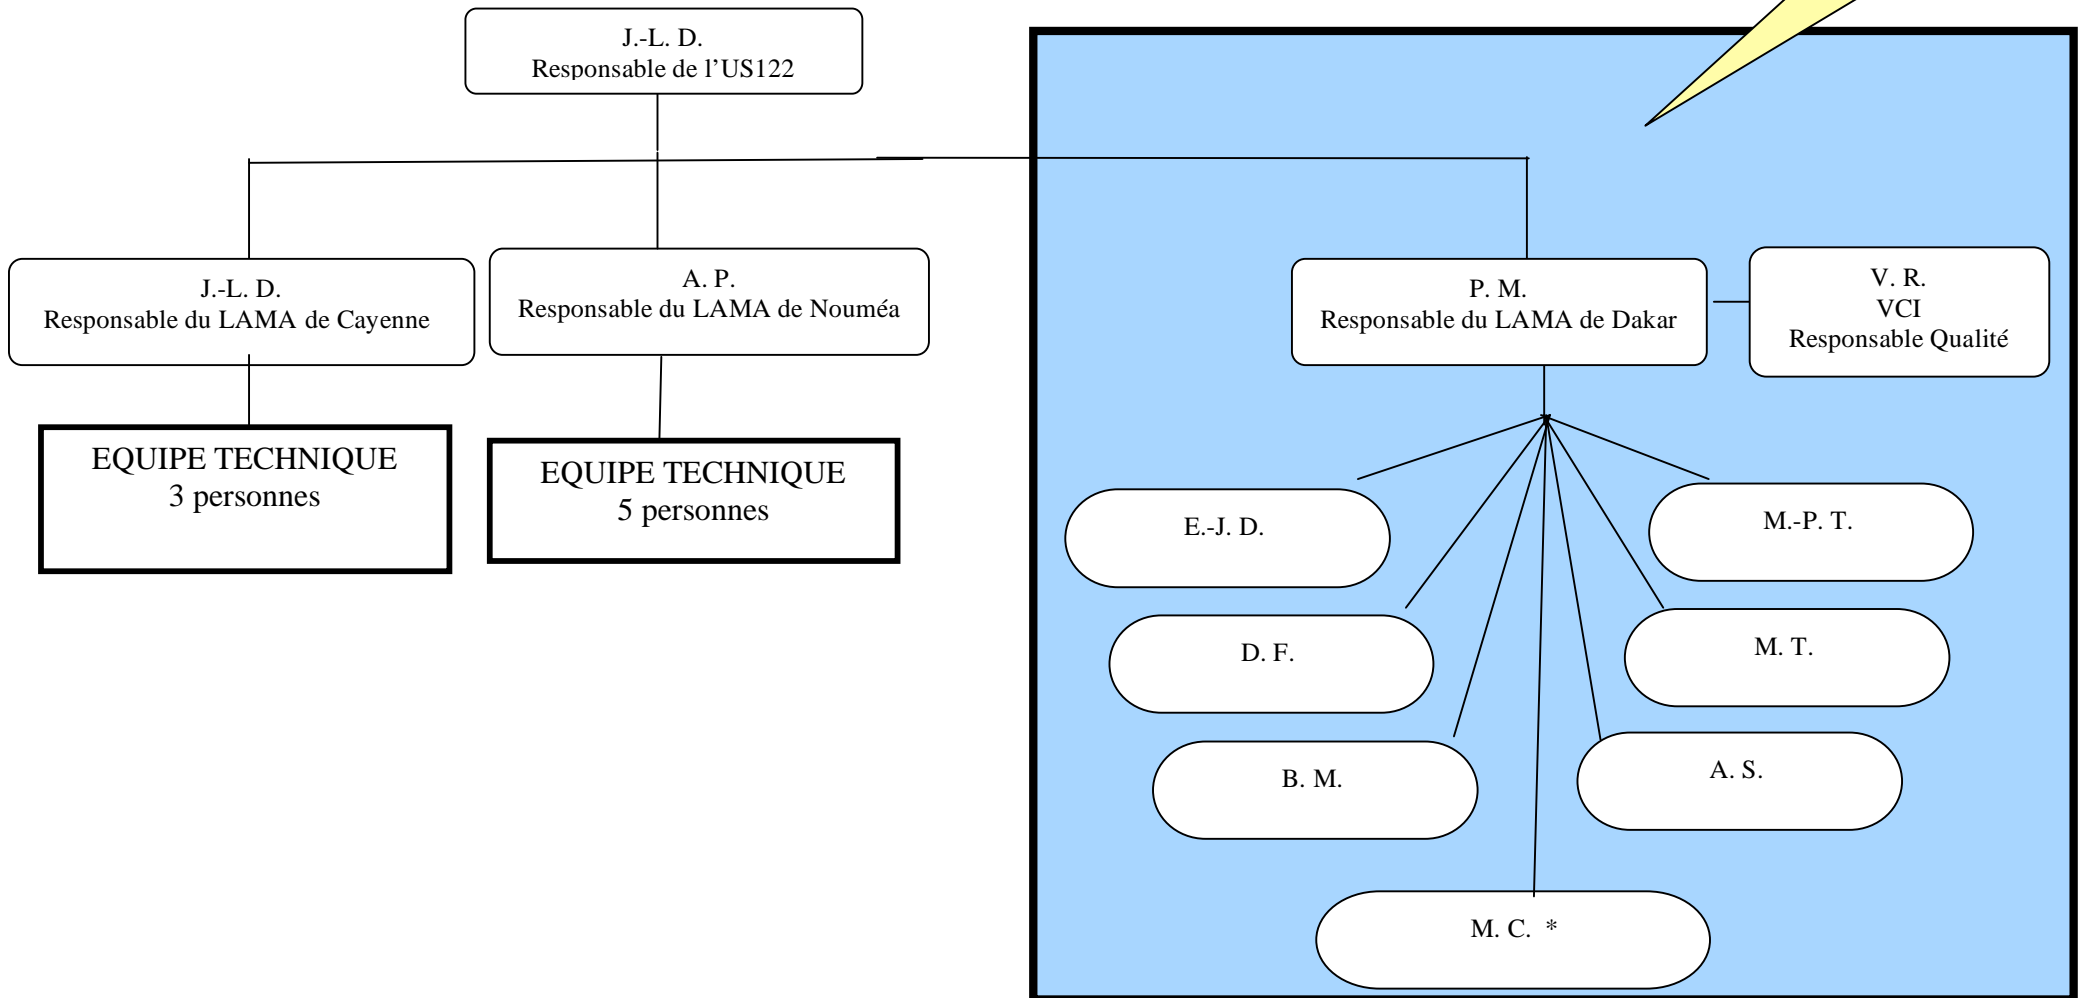 J.-L. D.
Responsable de l'US122
J.-L. D.
Responsable du LAMA de Cayenne
A. P.
Responsable du LAMA de Nouméa
P. M.
Responsable du LAMA de Dakar
V. R.
VCI
Responsable Qualité
EQUIPE TECHNIQUE
3 personnes
EQUIPE TECHNIQUE
5 personnes
E.-J. D.
M.-P. T.
D. F.
M. T.
B. M.
A. S.
M. C. *